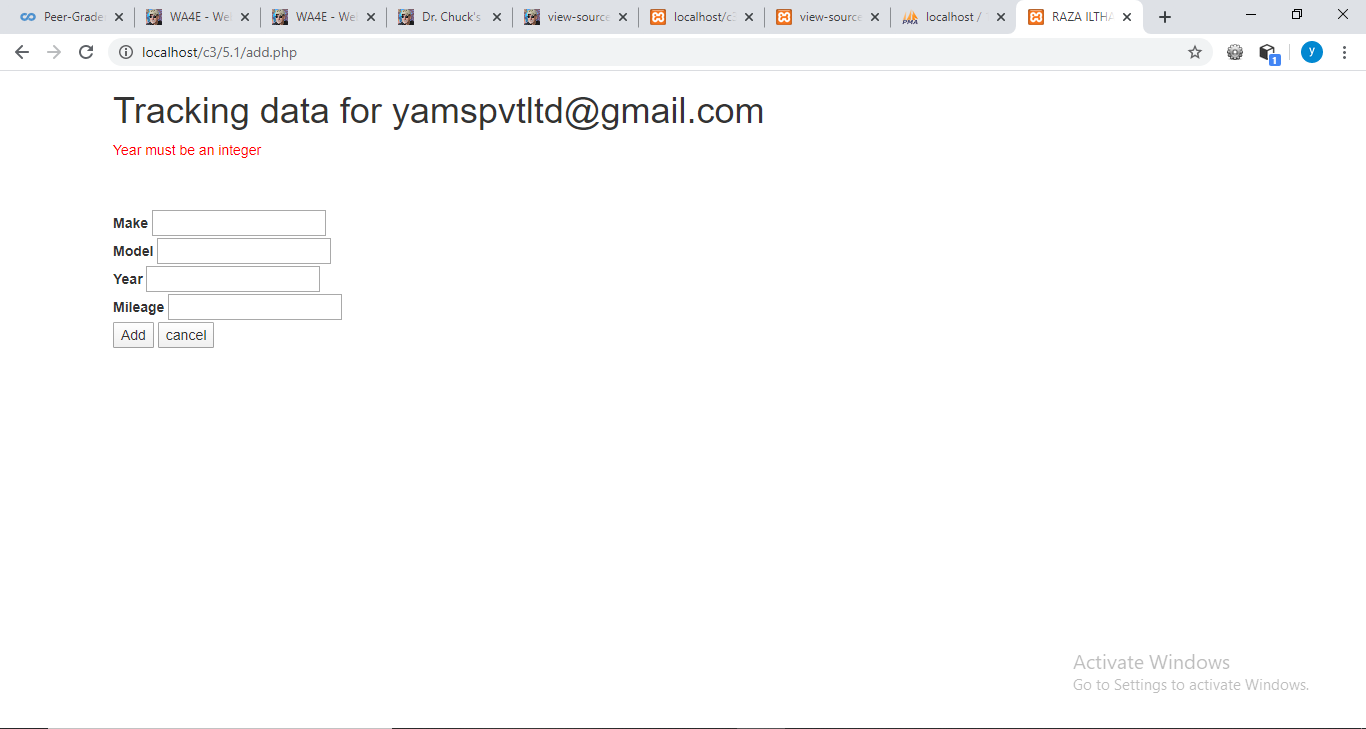 Peer-Grade
WA4E - We
WA4E - We
Dr. Chuck's
view-source
localhost/c3
view-source
localhost /
RAZA ILTHA
localhost/c3/5.1/add.php
y
1
Tracking data for yamspvtltd@gmail.com
Year must be an integer
Make
Model
Year
Mileage
Add cancel
Activate Windows
Go to Settings to activate Windows.